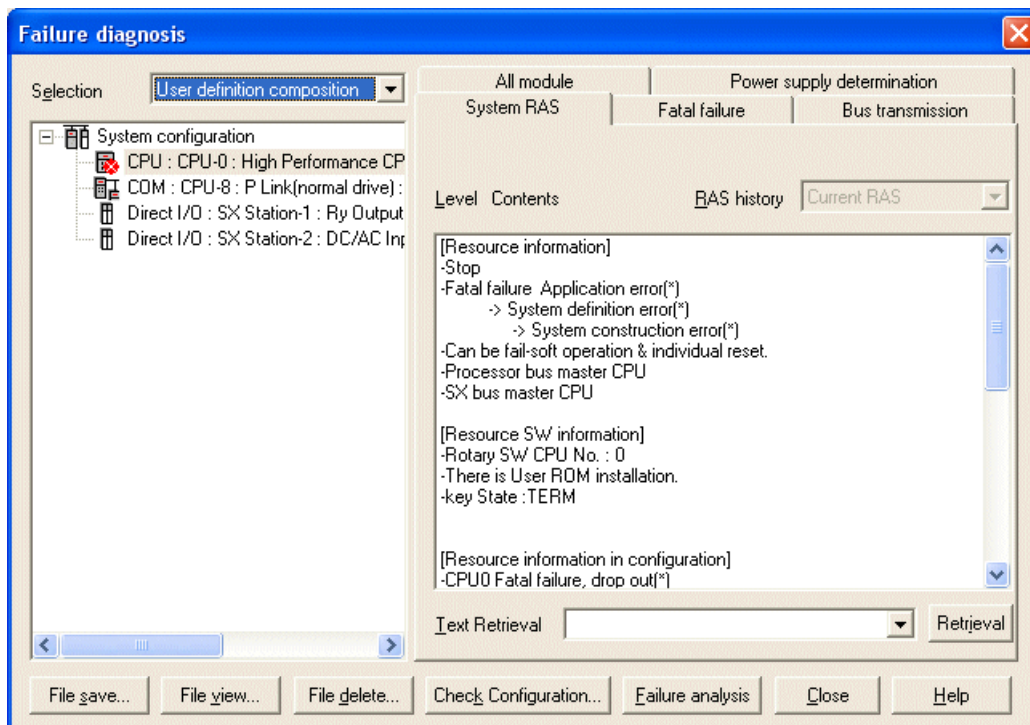 Failure diagnosis
Selection
User definition composition
System configuration
CPU : CPU-0 : High Performance CP
COM : CPU-8 : P Link(normal drive) :
Direct I/O : SX Station-1 : Ry Output
Direct I/O : SX Station-2 : DC/AC Inp
All module
Power supply determination
System RAS
Fatal failure
Bus transmission
Level Contents
RAS history
Current RAS
[Resource information]
-Stop
-Fatal failure Application error(*)
-> System definition error(*)
-> System construction error(*)
-Can be fail-soft operation & individual reset.
-Processor bus master CPU
-SX bus master CPU
[Resource SW information]
-Rotary SW CPU No. : 0
-There is User ROM installation.
-key State :TERM
[Resource information in configuration]
-CPU0 Fatal failure, drop out(*)
Text Retrieval
Retrieval
File save...
File view...
File delete...
Check Configuration...
Failure analysis
Close
Help